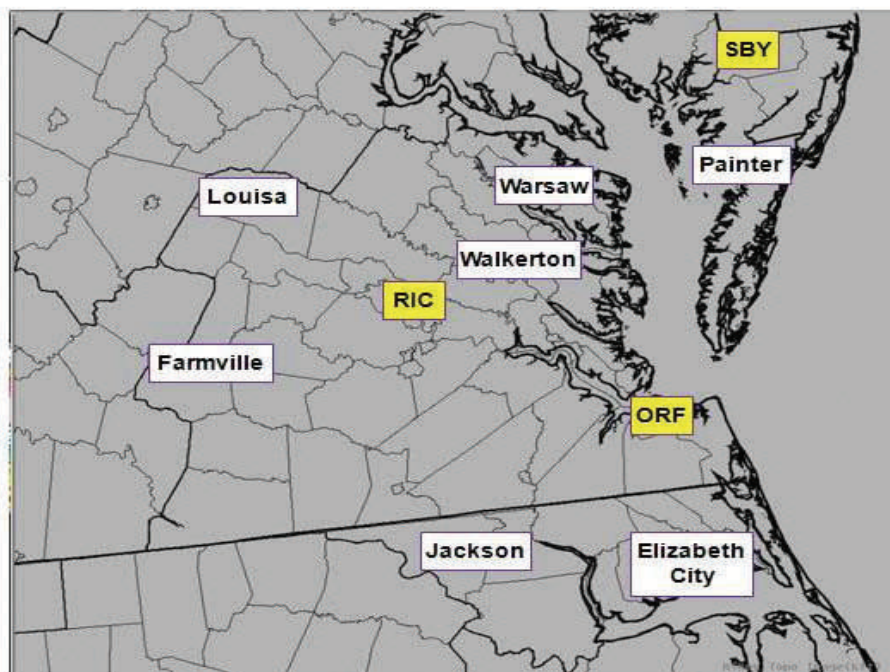 SBY
Painter
Warsaw
Louisa
Walkerton
RIC
Farmville
ORF
Jackson
Elizabeth
City